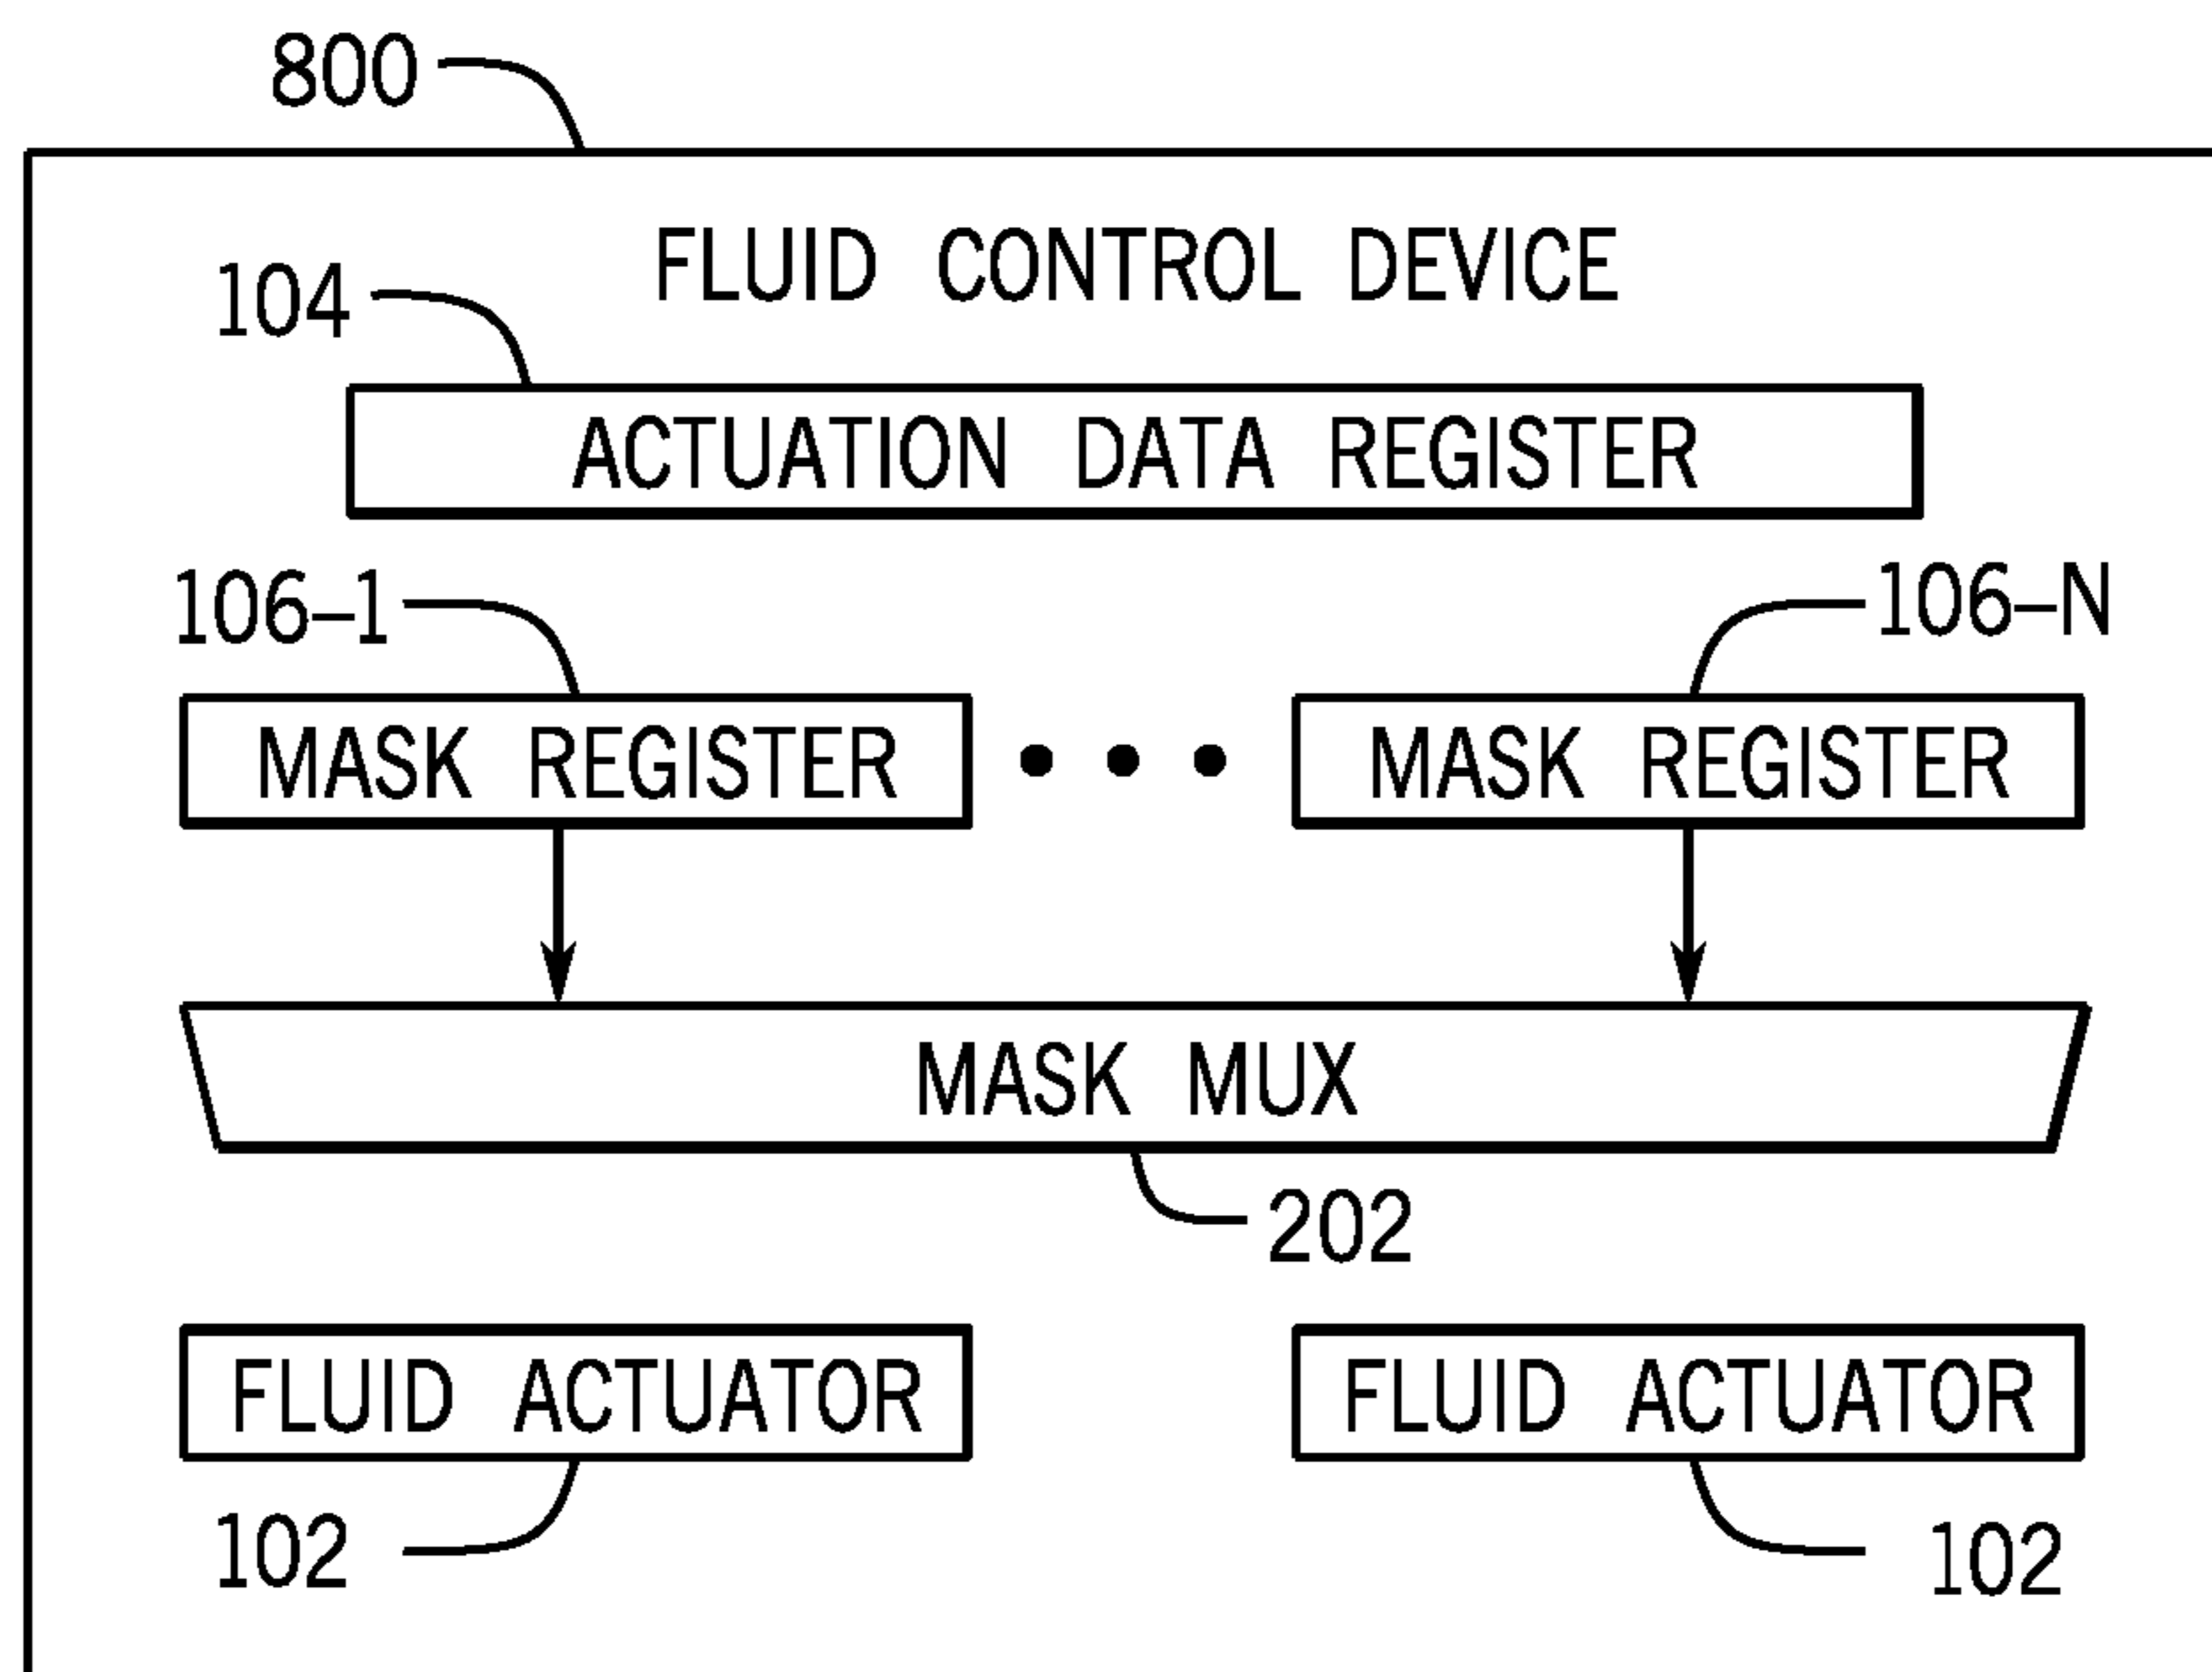 800
FLUID CONTROL DEVICE
104
ACTUATION DATA REGISTER
106-1
106-N
MASK REGISTER
MASK REGISTER
MASK MUX
202
FLUID ACTUATOR
FLUID ACTUATOR
102
102